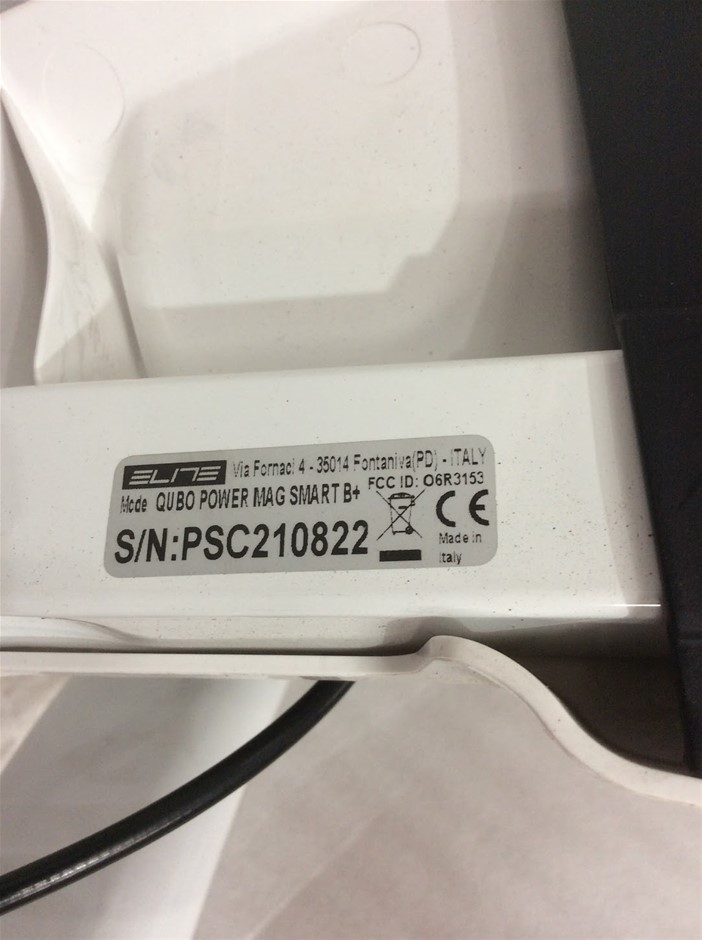 ELITE Via Fornaci 4 - 35014 Fontaniva(PD) - ITALY
Mode QUBO POWER MAG SMART B+ FCC ID: O6R3153
S/N:PSC210822
CE
Made in
Italy